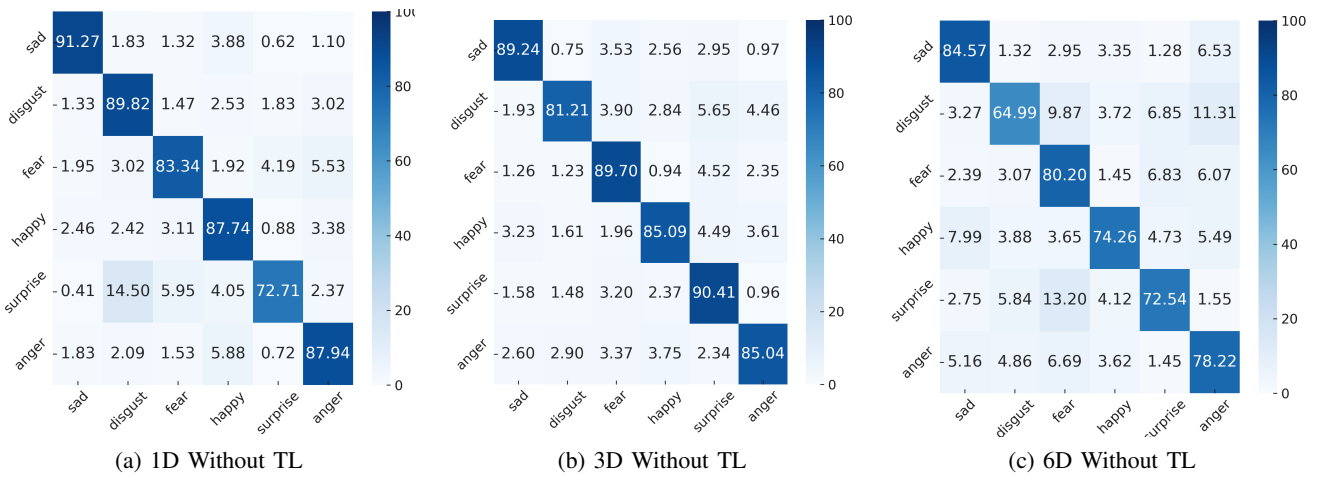 sad 91.27 1.83 1.32 3.88 0.62 1.10
disgust 1.33 89.82 1.47 2.53 1.83 3.02
fear 1.95 3.02 83.34 1.92 4.19 5.53
happy 2.46 2.42 3.11 87.74 0.88 3.38
surprise 0.41 14.50 5.95 4.05 72.71 2.37
anger 1.83 2.09 1.53 5.88 0.72 87.94
sad disgust fear happy surprise anger
100
80
60
40
20
0
(a) 1D Without TL
sad 89.24 0.75 3.53 2.56 2.95 0.97
disgust 1.93 81.21 3.90 2.84 5.65 4.46
fear 1.26 1.23 89.70 0.94 4.52 2.35
happy 3.23 1.61 1.96 85.09 4.49 3.61
surprise 1.58 1.48 3.20 2.37 90.41 0.96
anger 2.60 2.90 3.37 3.75 2.34 85.04
sad disgust fear happy surprise anger
100
80
60
40
20
0
(b) 3D Without TL
sad 84.57 1.32 2.95 3.35 1.28 6.53
disgust 3.27 64.99 9.87 3.72 6.85 11.31
fear 2.39 3.07 80.20 1.45 6.83 6.07
happy 7.99 3.88 3.65 74.26 4.73 5.49
surprise 2.75 5.84 13.20 4.12 72.54 1.55
anger 5.16 4.86 6.69 3.62 1.45 78.22
sad disgust fear happy surprise anger
100
80
60
40
20
0
(c) 6D Without TL